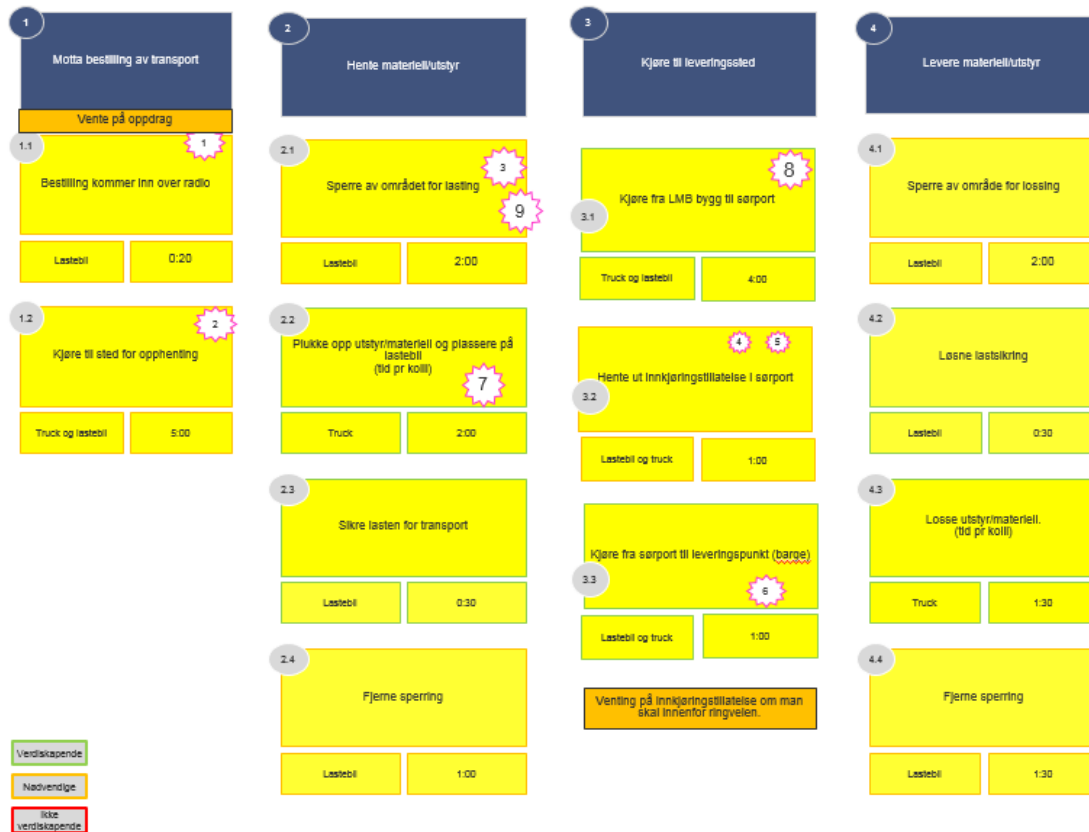 1
Motta bestilling av transport
Vente på oppdrag
1.1
1
Bestilling kommer inn over radio
Lastebil
0:20
1.2
2
Kjøre til sted for opphenting
Truck og lastebil
5:00
2
Hente materiell/utstyr
2.1
3
Sperre av området for lasting
9
Lastebil
2:00
2.2
Plukke opp utstyr/materiell og plassere på
lastebil
(tid pr kolli)
7
Truck
2:00
2.3
Sikre lasten for transport
Lastebil
0:30
2.4
Fjerne sperring
Lastebil
1:00
3
Kjøre til leveringssted
8
Kjøre fra LMB bygg til sørport
3.1
Truck og lastebil
4:00
4
5
Hente ut innkjøringstillatelse i sørport
3.2
Lastebil og truck
1:00
Kjøre fra sørport til leveringspunkt (barge)
3.3
6
Lastebil og truck
1:00
Venting på innkjøringstillatelse om man
skal innenfor ringveien.
4
Levere materiell/utstyr
4.1
Sperre av område for lossing
Lastebil
2:00
4.2
Løsne lastsikring
Lastebil
0:30
4.3
Losse utstyr/materiell.
(tid pr kolli)
Truck
1:30
4.4
Fjerne sperring
Lastebil
1:30
Verdiskapende
Nødvendige
Ikke
verdiskapende